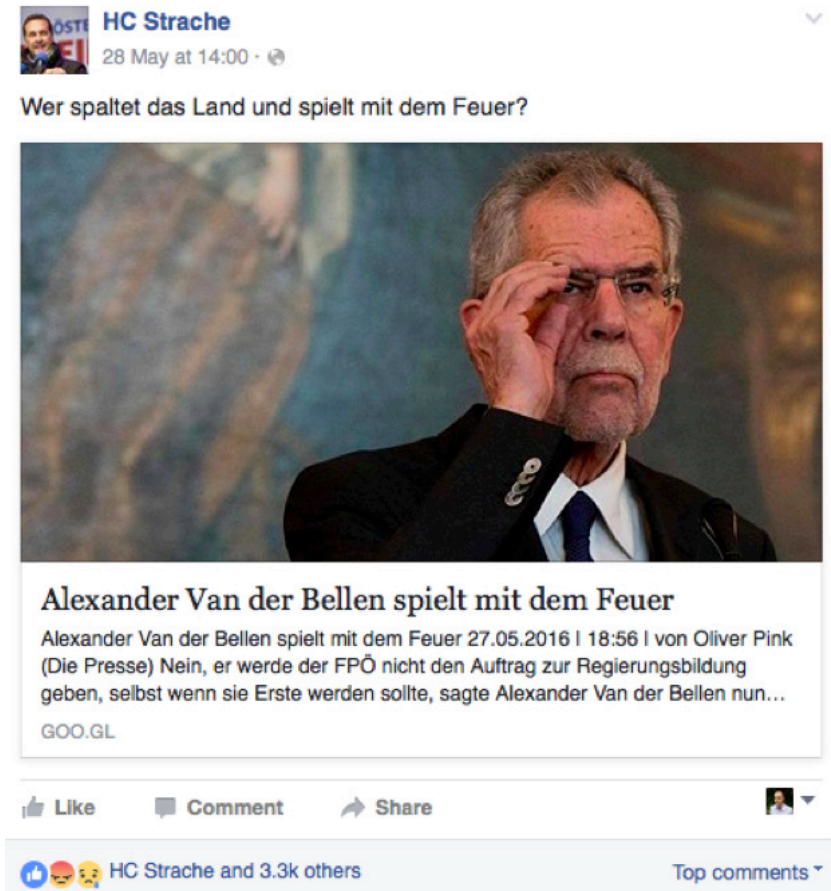 HC Strache
28 May at 14:00 ·
Wer spaltet das Land und spielt mit dem Feuer?
Alexander Van der Bellen spielt mit dem Feuer
Alexander Van der Bellen spielt mit dem Feuer 27.05.2016 | 18:56 | von Oliver Pink
(Die Presse) Nein, er werde der FPÖ nicht den Auftrag zur Regierungsbildung
geben, selbst wenn sie Erste werden sollte, sagte Alexander Van der Bellen nun...
GOO.GL
Like Comment Share
HC Strache and 3.3k others Top comments